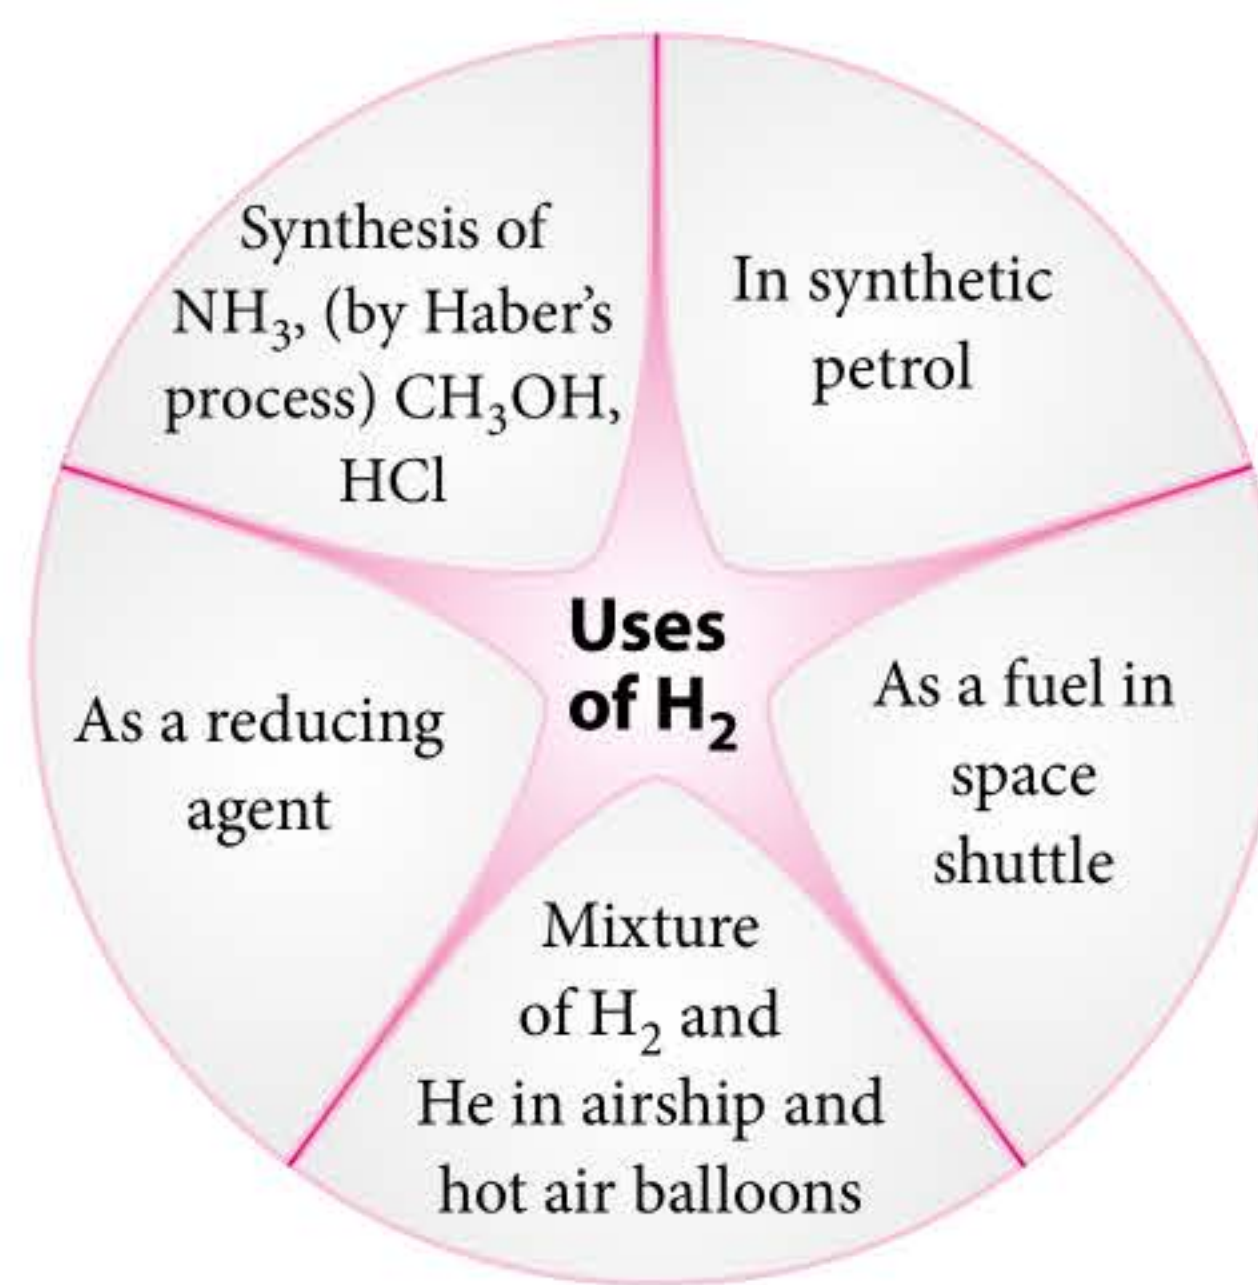 Synthesis of
NH₃, (by Haber's
process) CH₃OH,
HCl
In synthetic
petrol
As a fuel in
space
shuttle
Mixture
of H₂ and
He in airship and
hot air balloons
As a reducing
agent
Uses
of H₂